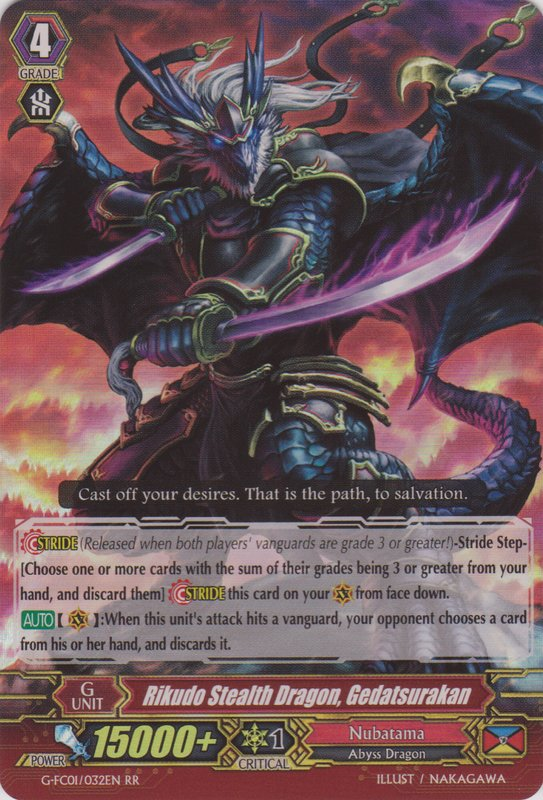 4
GRADE
Cast off your desires. That is the path, to salvation.
STRIDE (Released when both players' vanguards are grade 3 or greater!)-Stride Step-
[Choose one or more cards with the sum of their grades being 3 or greater from your
hand, and discard them] STRIDE this card on your from face down.
AUTO【 】:When this unit's attack hits a vanguard, your opponent chooses a card
from his or her hand, and discards it.
G UNIT
Rikudo Stealth Dragon, Gedatsurakan
POWER 15000+ 1 CRITICAL
Nubatama
Abyss Dragon
G-FC01/032EN RR
ILLUST / NAKAGAWA